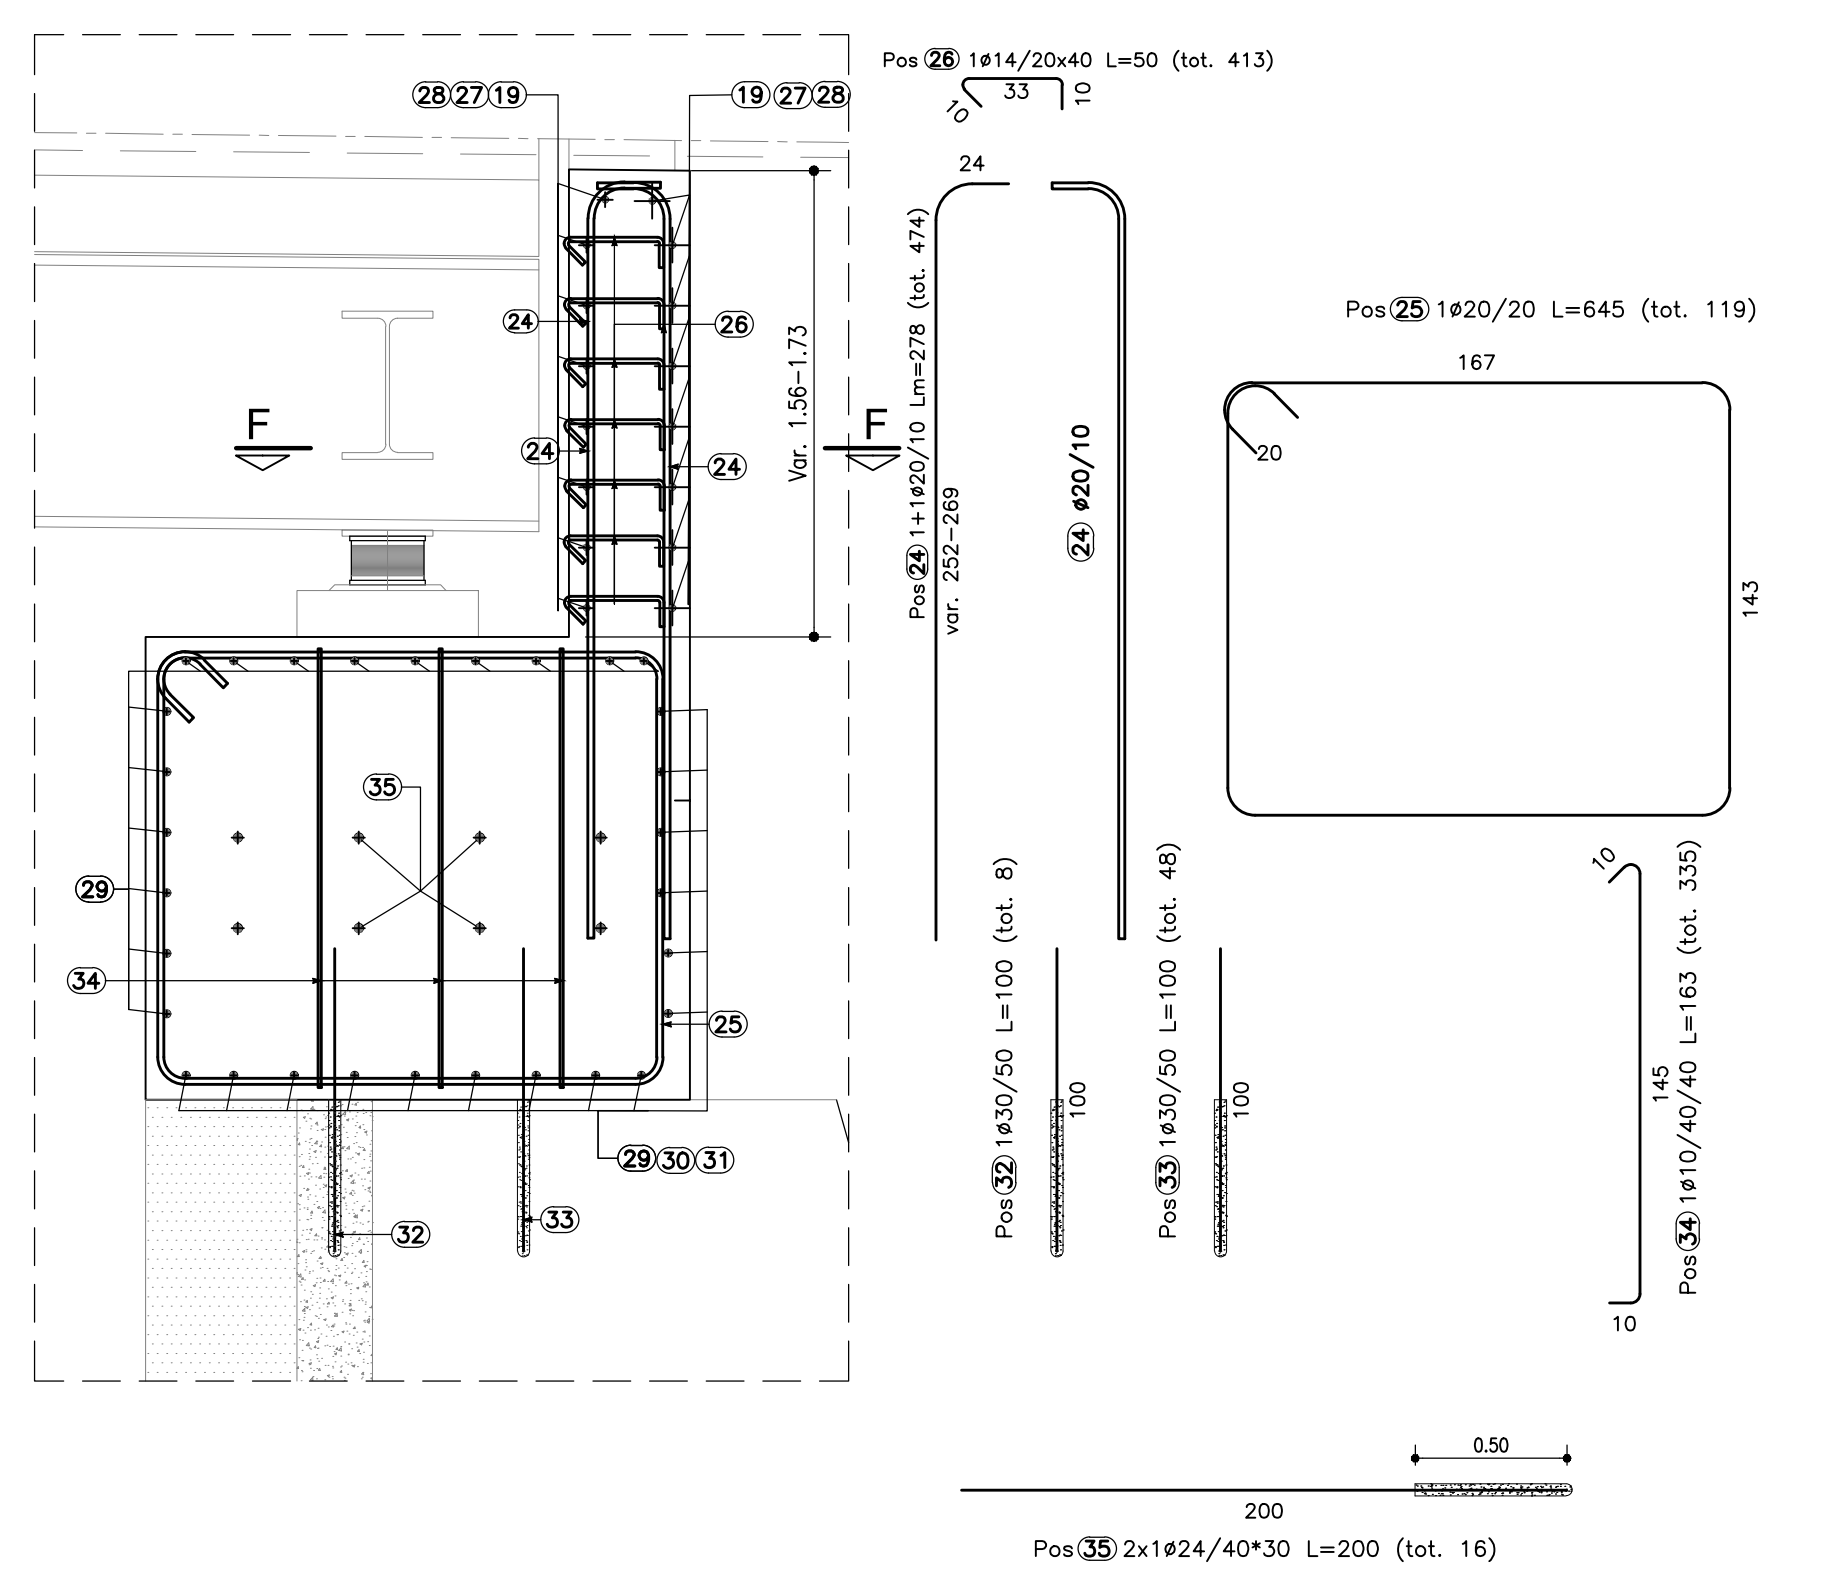 Pos 26 1ø14/20x40 L=50 (tot. 413)
10 33 10
28 27 19
19 27 28
24
Pos 24 1+1ø20/10 Lm=278 (tot. 474)
var. 252-269
24 ø20/10
Pos 25 1ø20/20 L=645 (tot. 119)
167
20
143
24
26
Var. 1.56-1.73
F
F
24
24
35
29
34
25
29 30 31
32
33
Pos 32 1ø30/50 L=100 (tot. 8)
100
Pos 33 1ø30/50 L=100 (tot. 48)
100
10
145
10
Pos 34 1ø10/40/40 L=163 (tot. 335)
0.50
200
Pos 35 2x1ø24/40*30 L=200 (tot. 16)